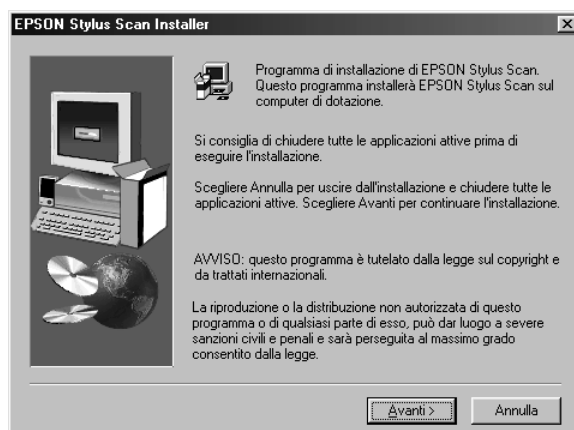 EPSON Stylus Scan Installer
Programma di installazione di EPSON Stylus Scan.
Questo programma installerà EPSON Stylus Scan sul
computer di dotazione.
Si consiglia di chiudere tutte le applicazioni attive prima di
eseguire l'installazione.
Scegliere Annulla per uscire dall'installazione e chiudere tutte le
applicazioni attive. Scegliere Avanti per continuare l'installazione.
AVVISO: questo programma è tutelato dalla legge sul copyright e
da trattati internazionali.
La riproduzione o la distribuzione non autorizzata di questo
programma o di qualsiasi parte di esso, può dar luogo a severe
sanzioni civili e penali e sarà perseguita al massimo grado
consentito dalla legge.
Avanti >
Annulla